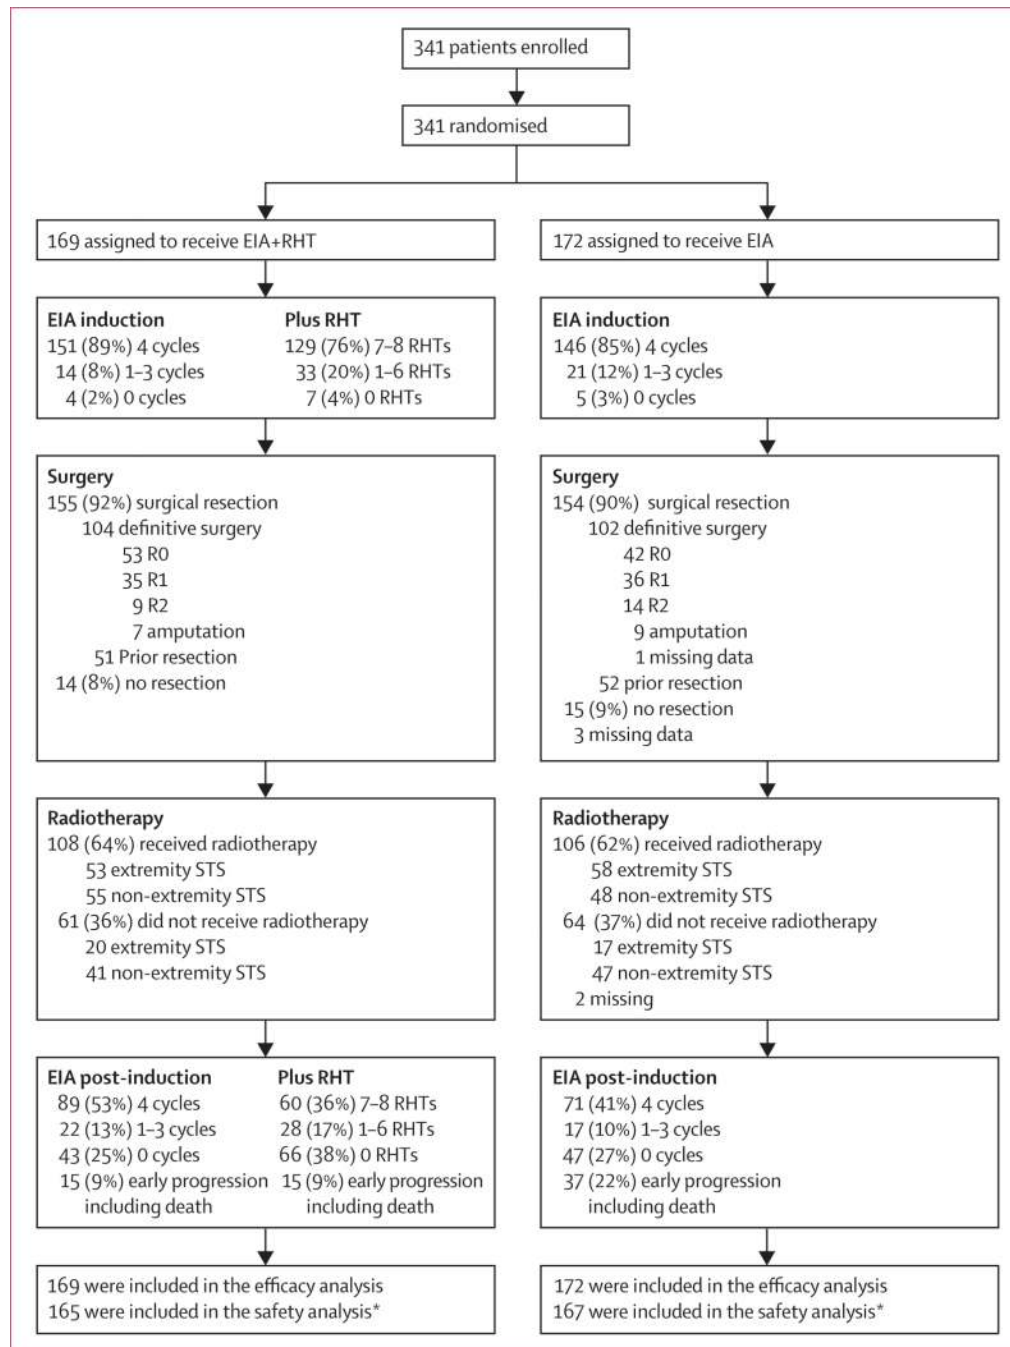 341 patients enrolled
341 randomised
169 assigned to receive EIA+RHT
EIA induction
151 (89%) 4 cycles
14 (8%) 1–3 cycles
4 (2%) 0 cycles
Plus RHT
129 (76%) 7–8 RHTs
33 (20%) 1–6 RHTs
7 (4%) 0 RHTs
Surgery
155 (92%) surgical resection
104 definitive surgery
53 R0
35 R1
9 R2
7 amputation
51 Prior resection
14 (8%) no resection
Radiotherapy
108 (64%) received radiotherapy
53 extremity STS
55 non-extremity STS
61 (36%) did not receive radiotherapy
20 extremity STS
41 non-extremity STS
EIA post-induction
89 (53%) 4 cycles
22 (13%) 1–3 cycles
43 (25%) 0 cycles
15 (9%) early progression
including death
Plus RHT
60 (36%) 7–8 RHTs
28 (17%) 1–6 RHTs
66 (38%) 0 RHTs
15 (9%) early progression
including death
169 were included in the efficacy analysis
165 were included in the safety analysis*
172 assigned to receive EIA
EIA induction
146 (85%) 4 cycles
21 (12%) 1–3 cycles
5 (3%) 0 cycles
Surgery
154 (90%) surgical resection
102 definitive surgery
42 R0
36 R1
14 R2
9 amputation
1 missing data
52 prior resection
15 (9%) no resection
3 missing data
Radiotherapy
106 (62%) received radiotherapy
58 extremity STS
48 non-extremity STS
64 (37%) did not receive radiotherapy
17 extremity STS
47 non-extremity STS
2 missing
EIA post-induction
71 (41%) 4 cycles
17 (10%) 1–3 cycles
47 (27%) 0 cycles
37 (22%) early progression
including death
172 were included in the efficacy analysis
167 were included in the safety analysis*